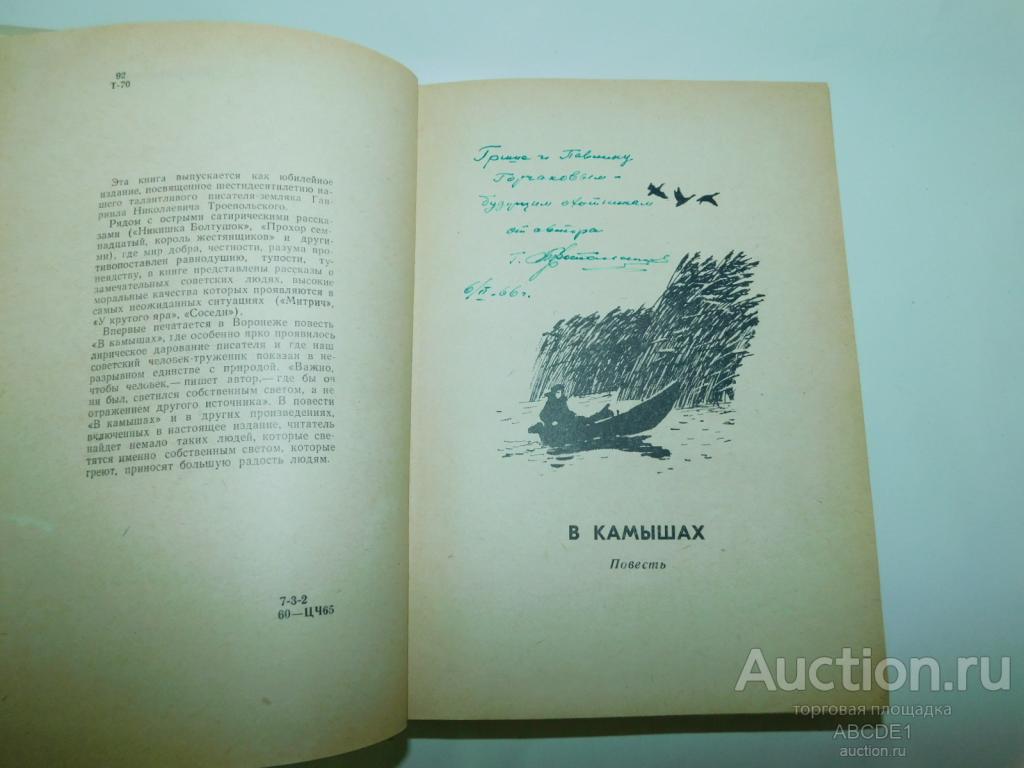 92
Т-70
Эта книга выпускается как юбилейное
издание, посвященное шестидесятилетию на-
шего талантливого писателя-земляка Гав-
риила Николаевича Троепольского.
Рядом с острыми сатирическими расска-
зами («Никишка Болтушок», «Прохор сем-
надцатый, король жестянщиков» и други-
ми), где мир добра, честности, разума про-
тивопоставлен равнодушию, тупости, ту-
неядству, в книге представлены рассказы о
замечательных советских людях, высокие
моральные качества которых проявляются в
самых неожиданных ситуациях («Митрич»,
«У крутого яра», «Соседи»).
Впервые печатается в Воронеже повесть
«В камышах», где особенно ярко проявилось
лирическое дарование писателя и где наш
советский человек-труженик показан в не-
разрывном единстве с природой. «Важно,
чтобы человек,— пишет автор,— где бы он
ни был, светился собственным светом, а не
отражением другого источника». В повести
«В камышах» и в других произведениях,
включенных в настоящее издание, читатель
найдет немало таких людей, которые све-
тятся именно собственным светом, которые
греют, приносят большую радость людям.
7-3-2
60—ЦЧ65
Грише и Павлику
Горчаковым -
будущим охотникам
от автора
Г.
6/II-66 г.
В КАМЫШАХ
Повесть
Auction.ru
торговая площадка
ABCDE1
auction.ru